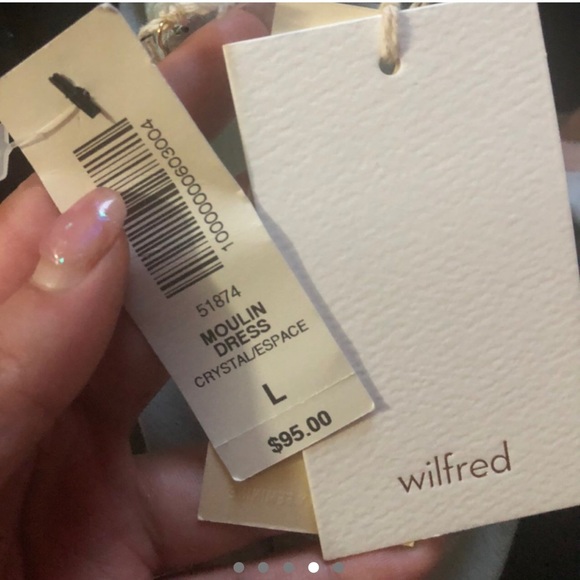 1000000603004
51874
MOULIN
DRESS
CRYSTAL/ESPACE
L
$95.00
wilfred